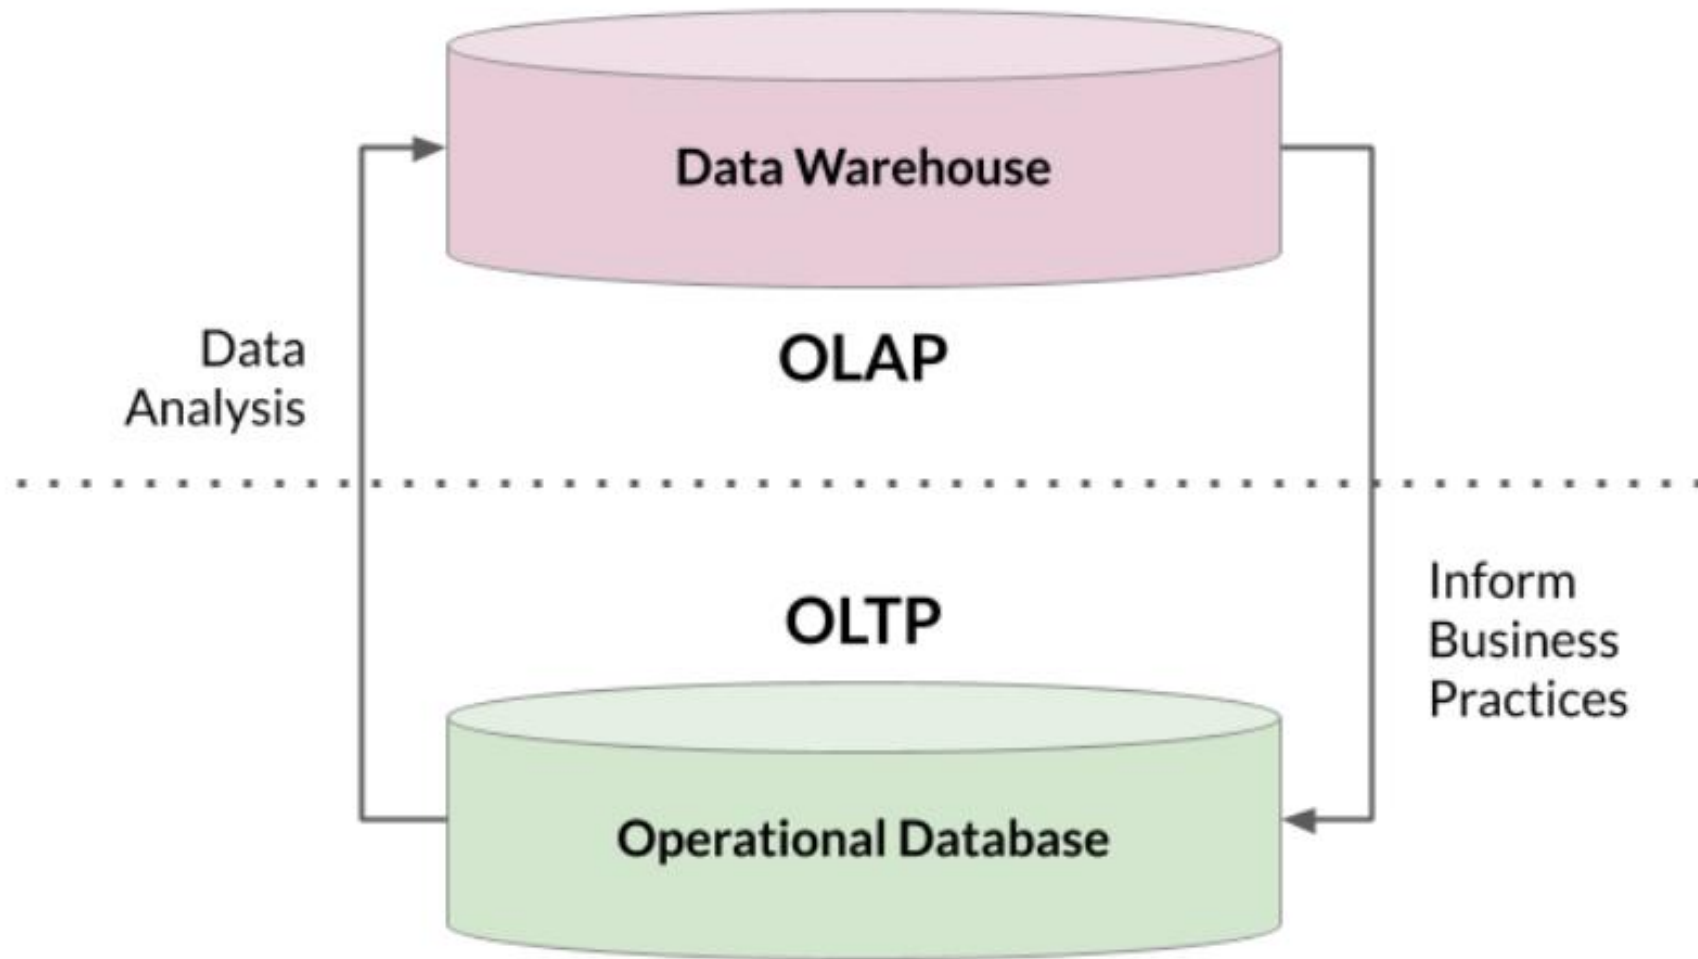 Data Warehouse
OLAP
Data
Analysis
OLTP
Inform
Business
Practices
Operational Database